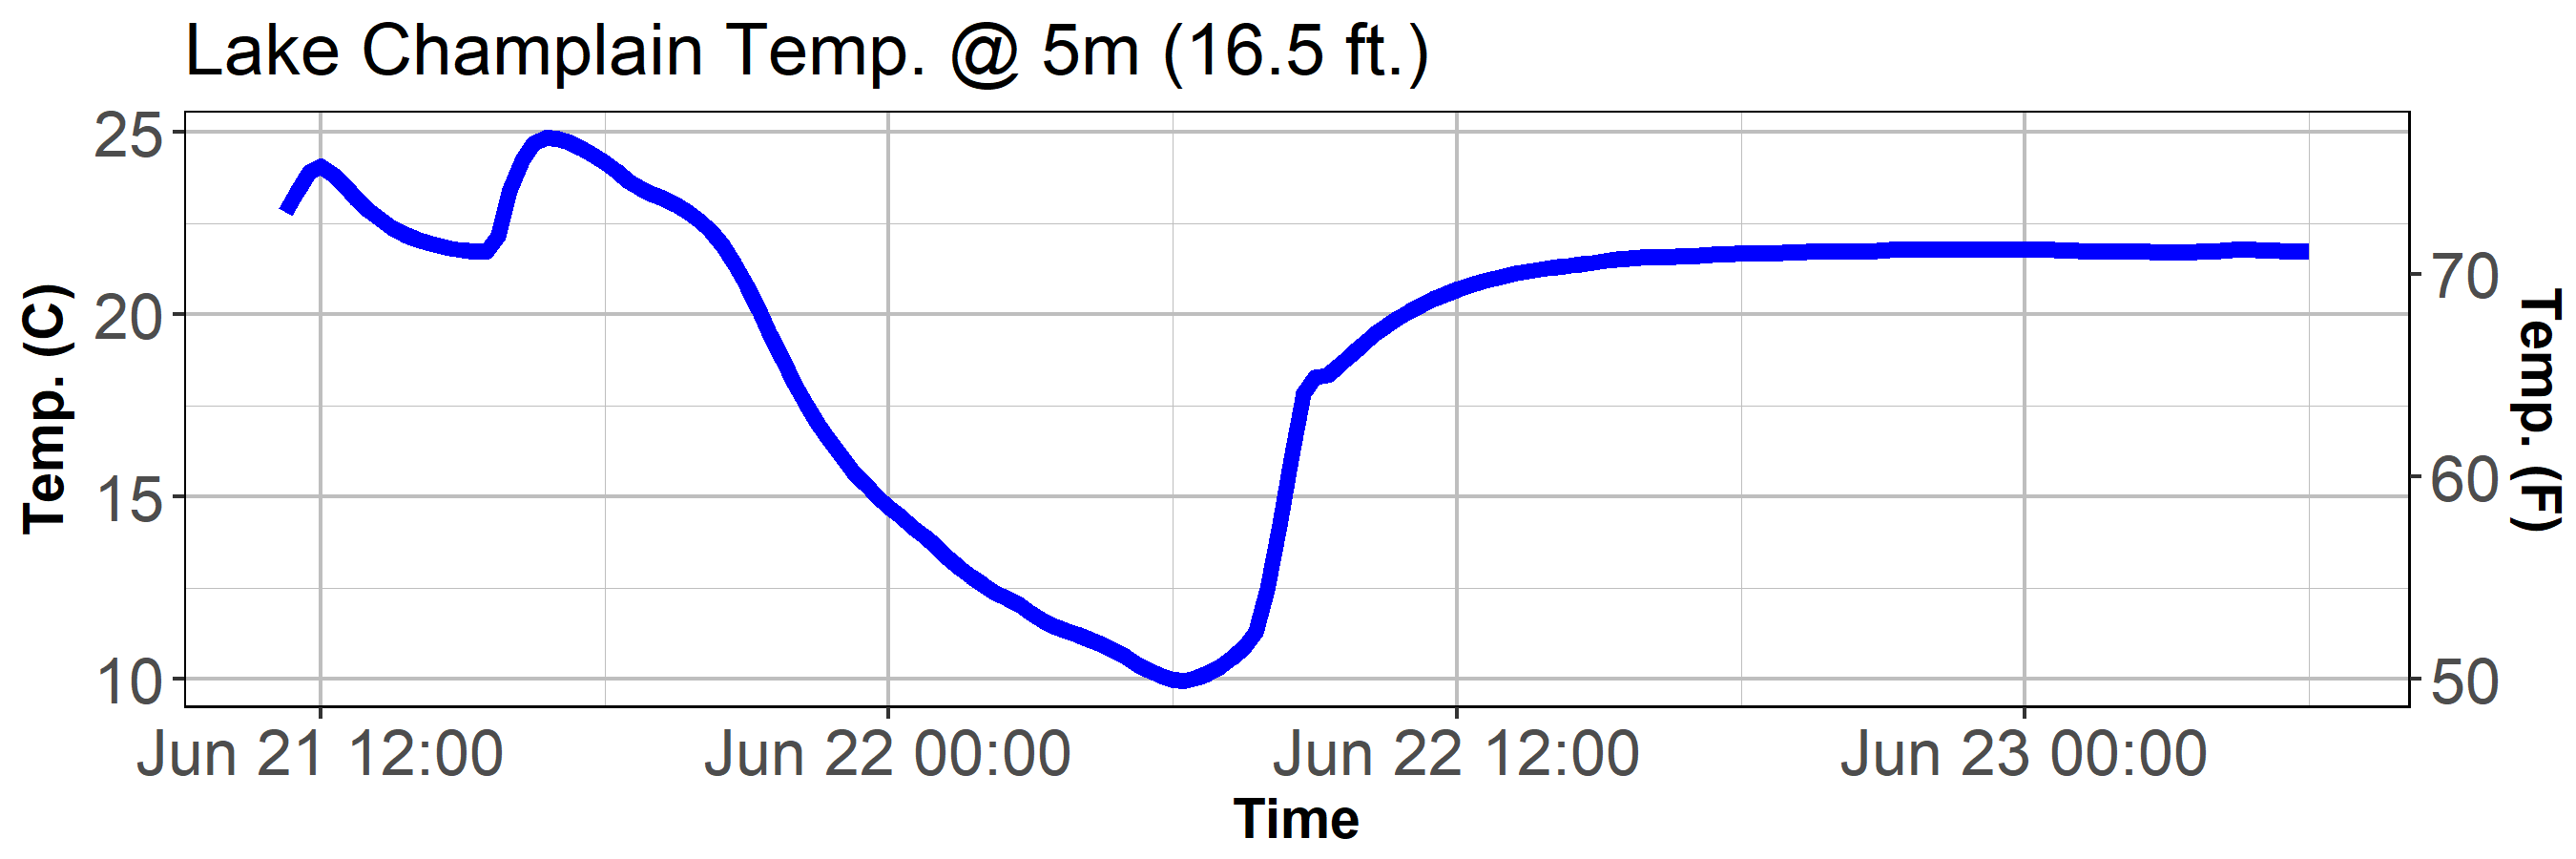 Lake Champlain Temp. @ 5m (16.5 ft.)
25
20
15
10
Temp. (C)
70
60
50
Temp. (F)
Jun 21 12:00 Jun 22 00:00 Jun 22 12:00 Jun 23 00:00
Time